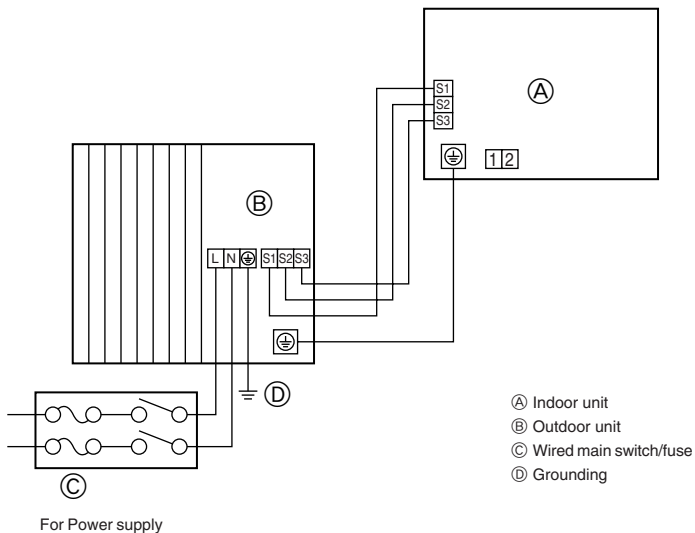 S1
S2
S3
Ⓐ
1 2
Ⓑ
L N S1 S2 S3
Ⓓ
Ⓒ
For Power supply
Ⓐ Indoor unit
Ⓑ Outdoor unit
Ⓒ Wired main switch/fuse
Ⓓ Grounding